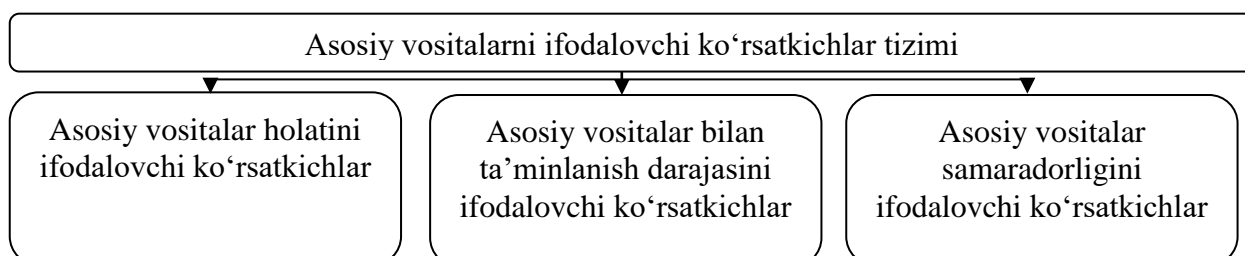 Asosiy vositalarni ifodalovchi ko‘rsatkichlar tizimi
Asosiy vositalar holatini
ifodalovchi ko‘rsatkichlar
Asosiy vositalar bilan
ta’minlanish darajasini
ifodalovchi ko‘rsatkichlar
Asosiy vositalar
samaradorligini
ifodalovchi ko‘rsatkichlar